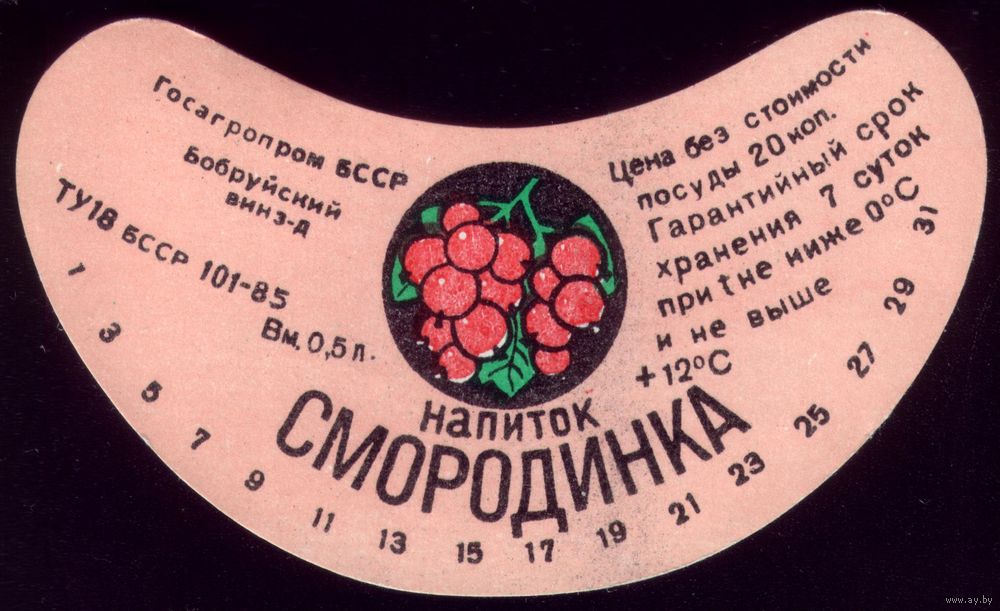 Госагропром БССР
Бобруйский
винз-д
ТУ18 БССР 101-85
Вм. 0,5 л.
Цена без стоимости
посуды 20 коп.
Гарантийный срок
хранения 7 суток
при t не ниже 0°С
и не выше
+12°С
напиток
СМОРОДИНКА
1 3 5 7 9 11 13 15 17 19 21 23 25 27 29 31
www.ay.by